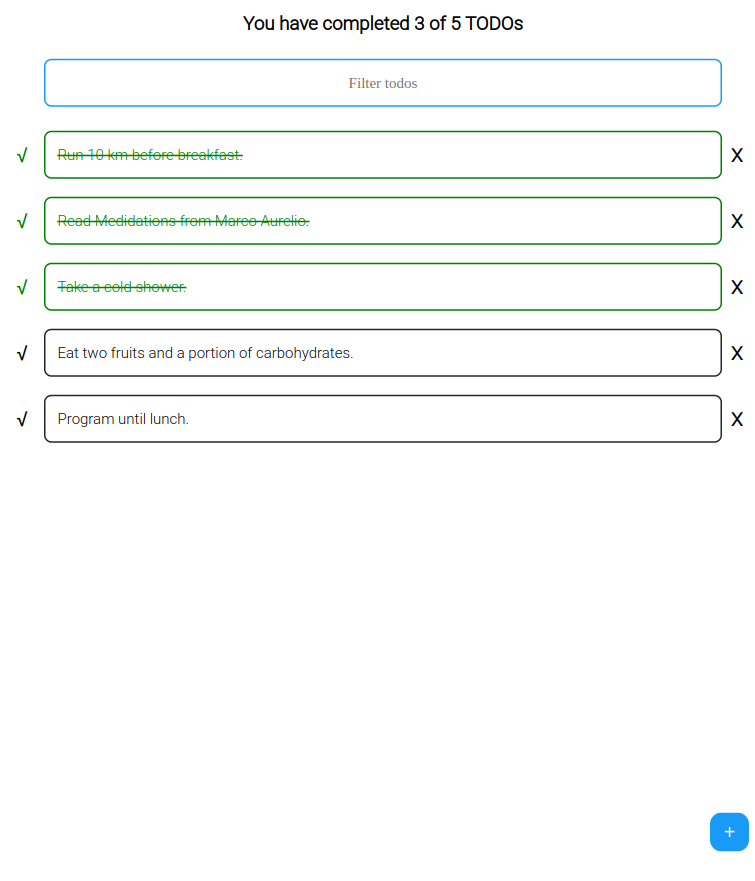 You have completed 3 of 5 TODOs
Filter todos
√ Run 10 km before breakfast. X
√ Read Medidations from Marco Aurelio. X
√ Take a cold shower. X
√ Eat two fruits and a portion of carbohydrates. X
√ Program until lunch. X
+